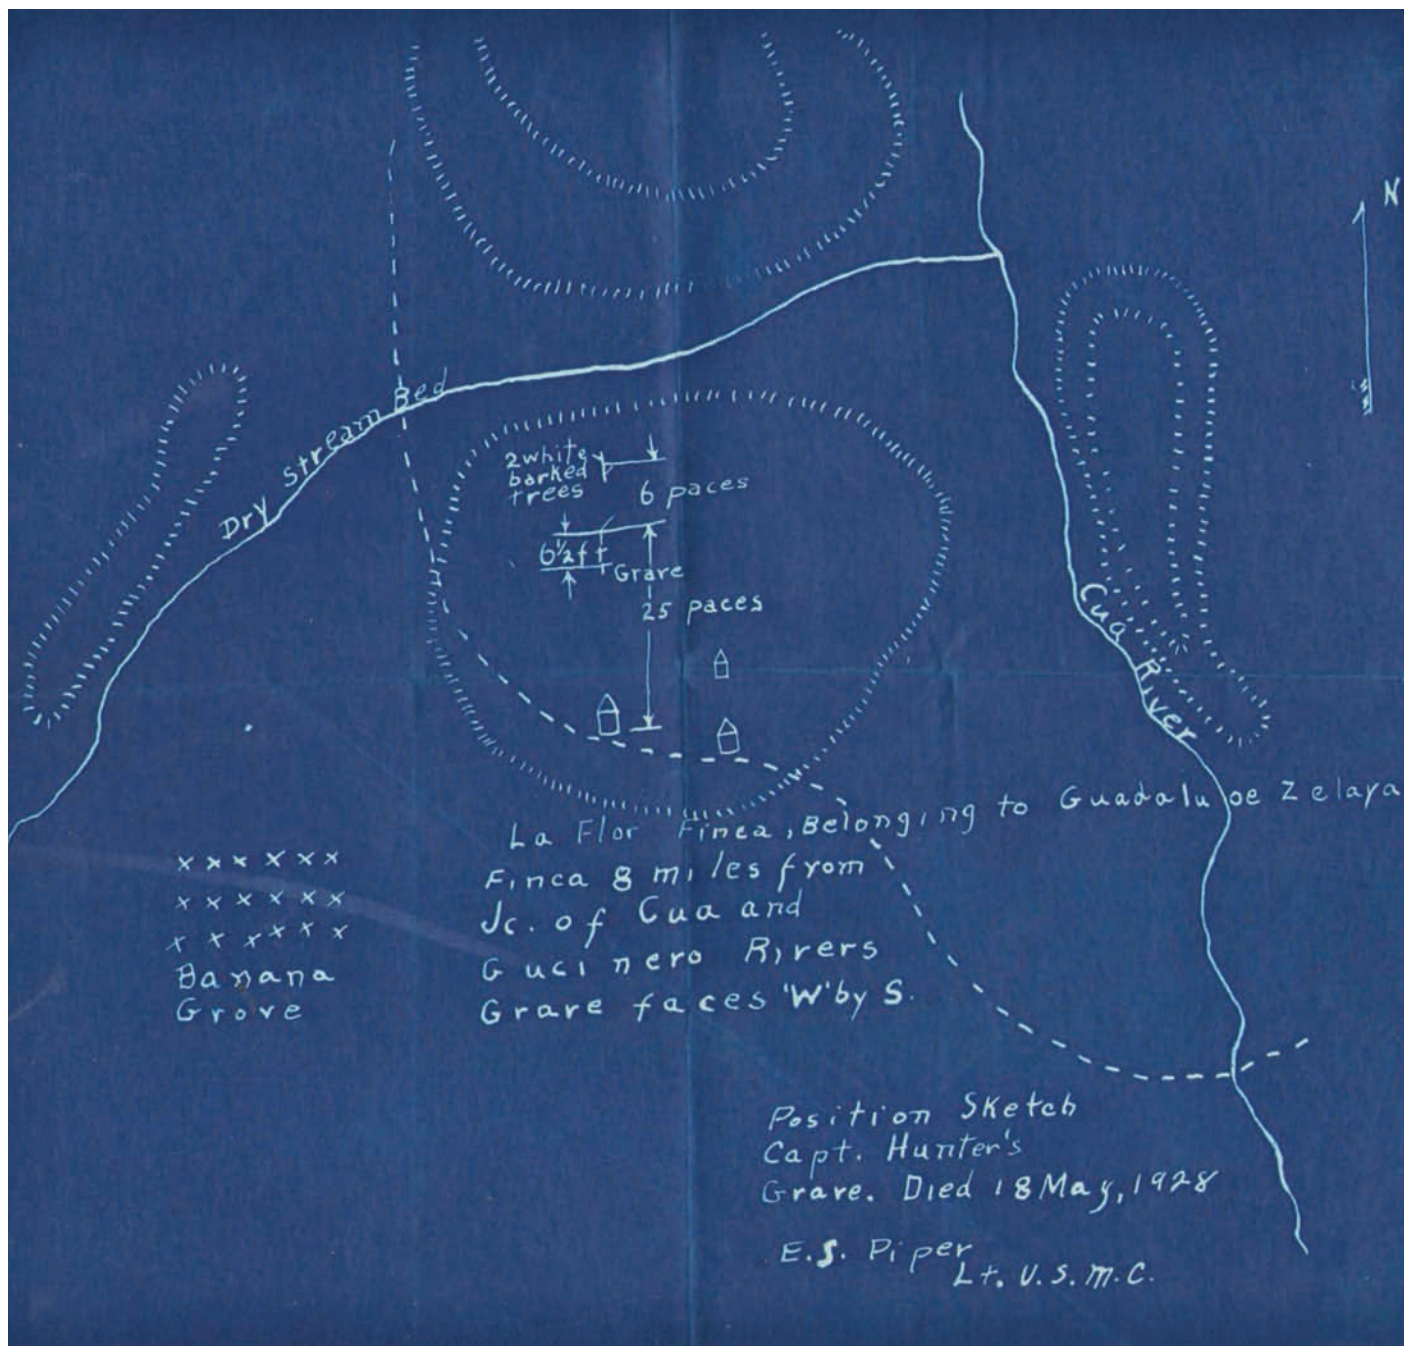 N
Dry Stream Bed
2 white
barked
trees
6 paces
6½ft
Grave
25 paces
Cua River
La Flor Finca, Belonging to Guadalupe Zelaya
Finca 8 miles from
Jc. of Cua and
Gucinero Rivers
Grave faces 'W' by S.
x x x x x x
x x x x x x
x x x x x x
Banana
Grove
Position Sketch
Capt. Hunter's
Grave. Died 18 May, 1928
E.S. Piper
Lt. U.S.M.C.